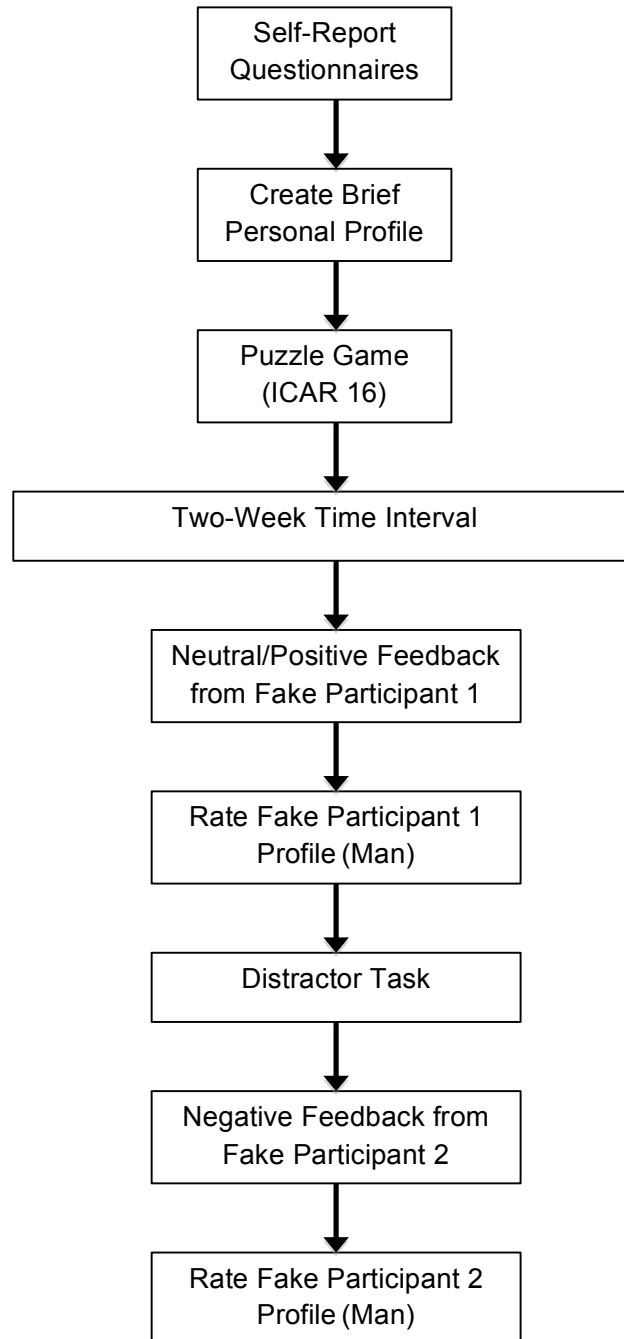 Self-Report
Questionnaires
Create Brief
Personal Profile
Puzzle Game
(ICAR 16)
Two-Week Time Interval
Neutral/Positive Feedback
from Fake Participant 1
Rate Fake Participant 1
Profile (Man)
Distractor Task
Negative Feedback from
Fake Participant 2
Rate Fake Participant 2
Profile (Man)